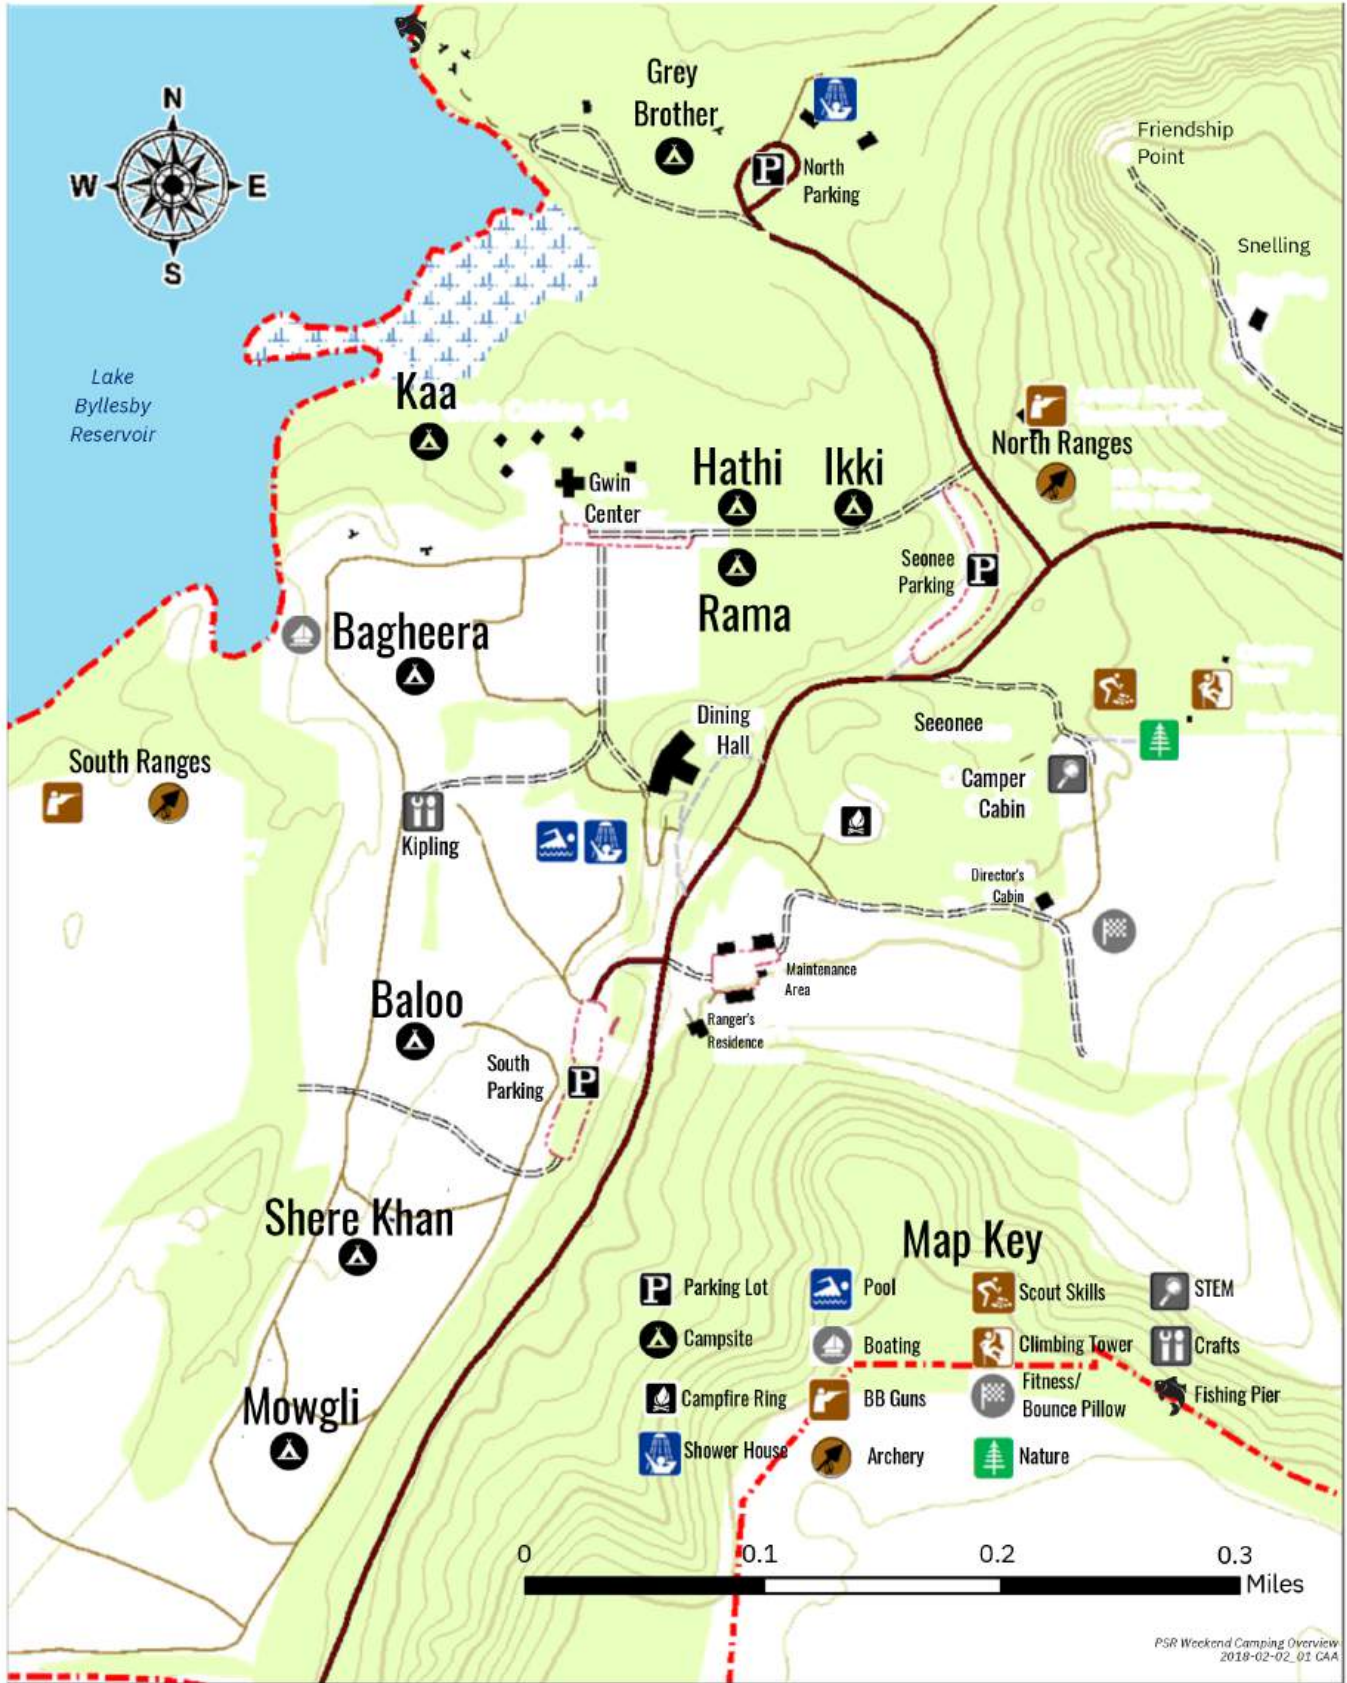 Grey
Brother
N
W
E
S
North
Parking
Friendship
Point
Snelling
Lake
Byllesby
Reservoir
Kaa
Hathi
Ikki
North Ranges
Gwin
Center
Seonee
Parking
Rama
Bagheera
Dining
Hall
Seeonee
South Ranges
Camper
Cabin
Kipling
Director's
Cabin
Maintenance
Area
Baloo
Ranger's
Residence
South
Parking
Shere Khan
Mowgli
Map Key
Parking Lot
Pool
Scout Skills
STEM
Campsite
Boating
Climbing Tower
Crafts
Campfire Ring
BB Guns
Fitness/
Bounce Pillow
Fishing Pier
Shower House
Archery
Nature
0 0.1 0.2 0.3
Miles
PSR Weekend Camping Overview
2018-02-02_01 CAA